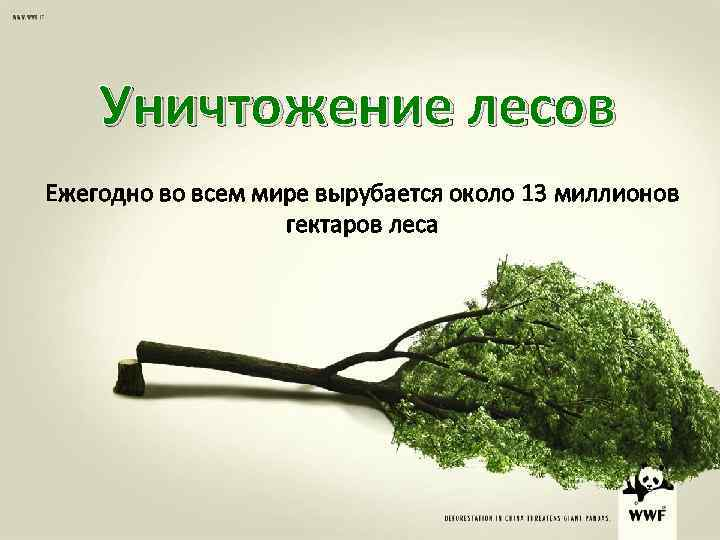 Уничтожение лесов
Ежегодно во всем мире вырубается около 13 миллионов
гектаров леса
DEFORESTATION IN CHINA THREATENS GIANT PANDAS.
WWF